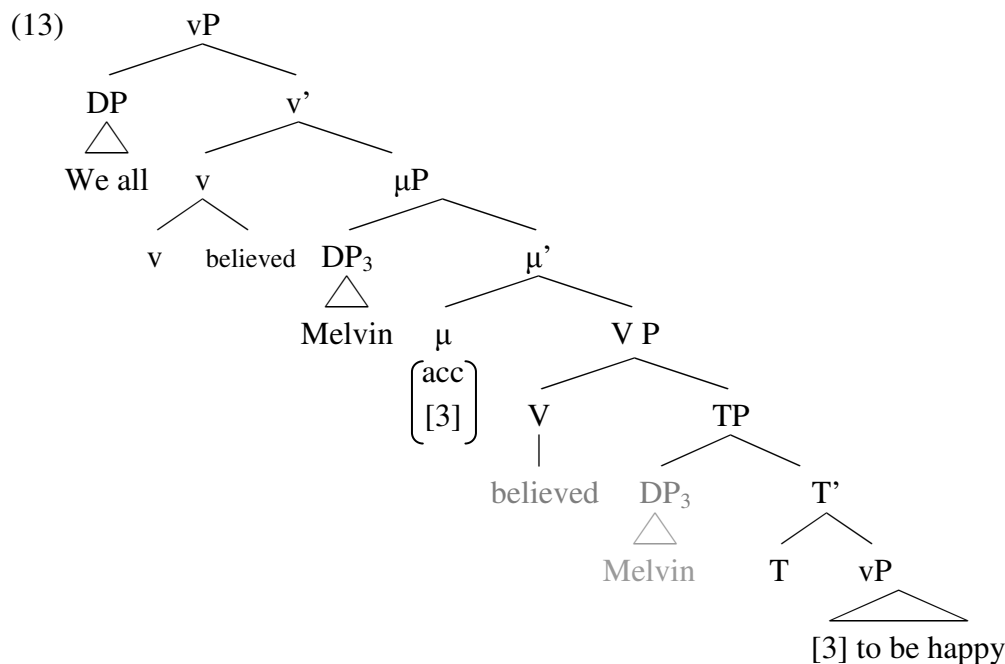 (13) vP
DP v’
We all v μP
v believed DP₃ μ’
Melvin μ V P
acc
[3] V TP
believed DP₃ T’
Melvin T vP
[3] to be happy